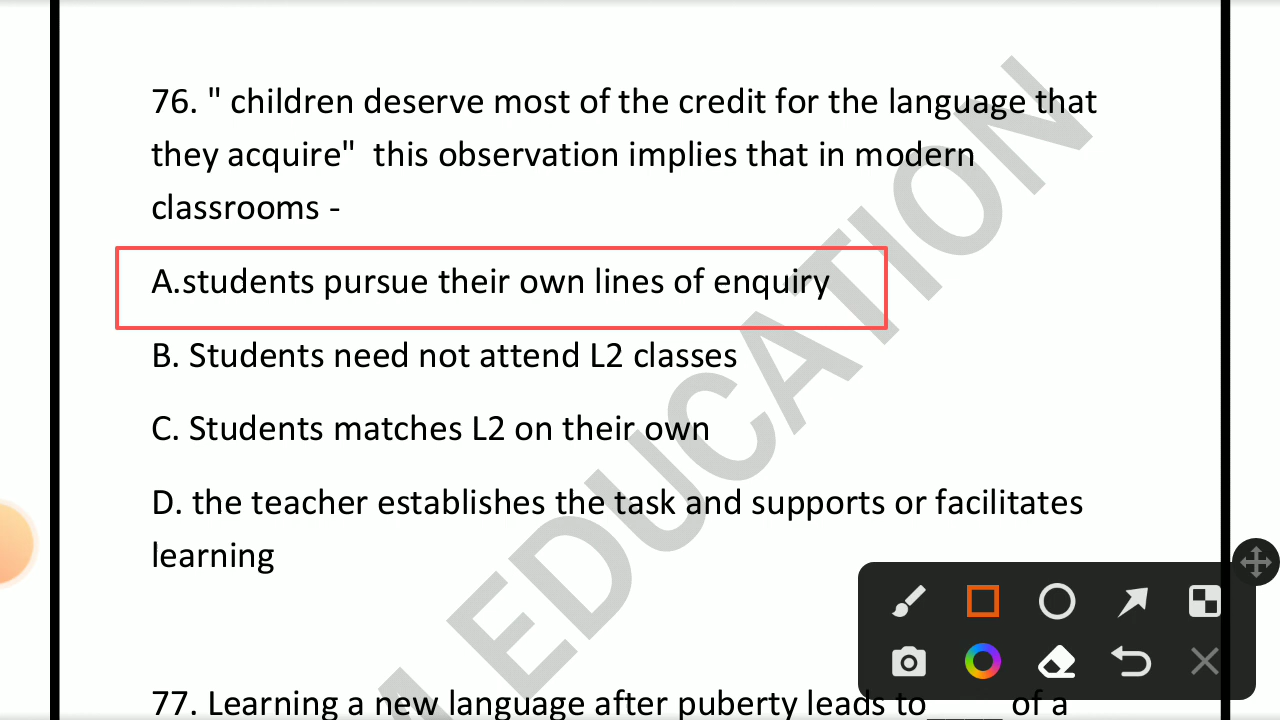 76. " children deserve most of the credit for the language that
they acquire"  this observation implies that in modern
classrooms -
A.students pursue their own lines of enquiry
B. Students need not attend L2 classes
C. Students matches L2 on their own
D. the teacher establishes the task and supports or facilitates
learning
77. Learning a new language after puberty leads to____ of a
M EDUCATION